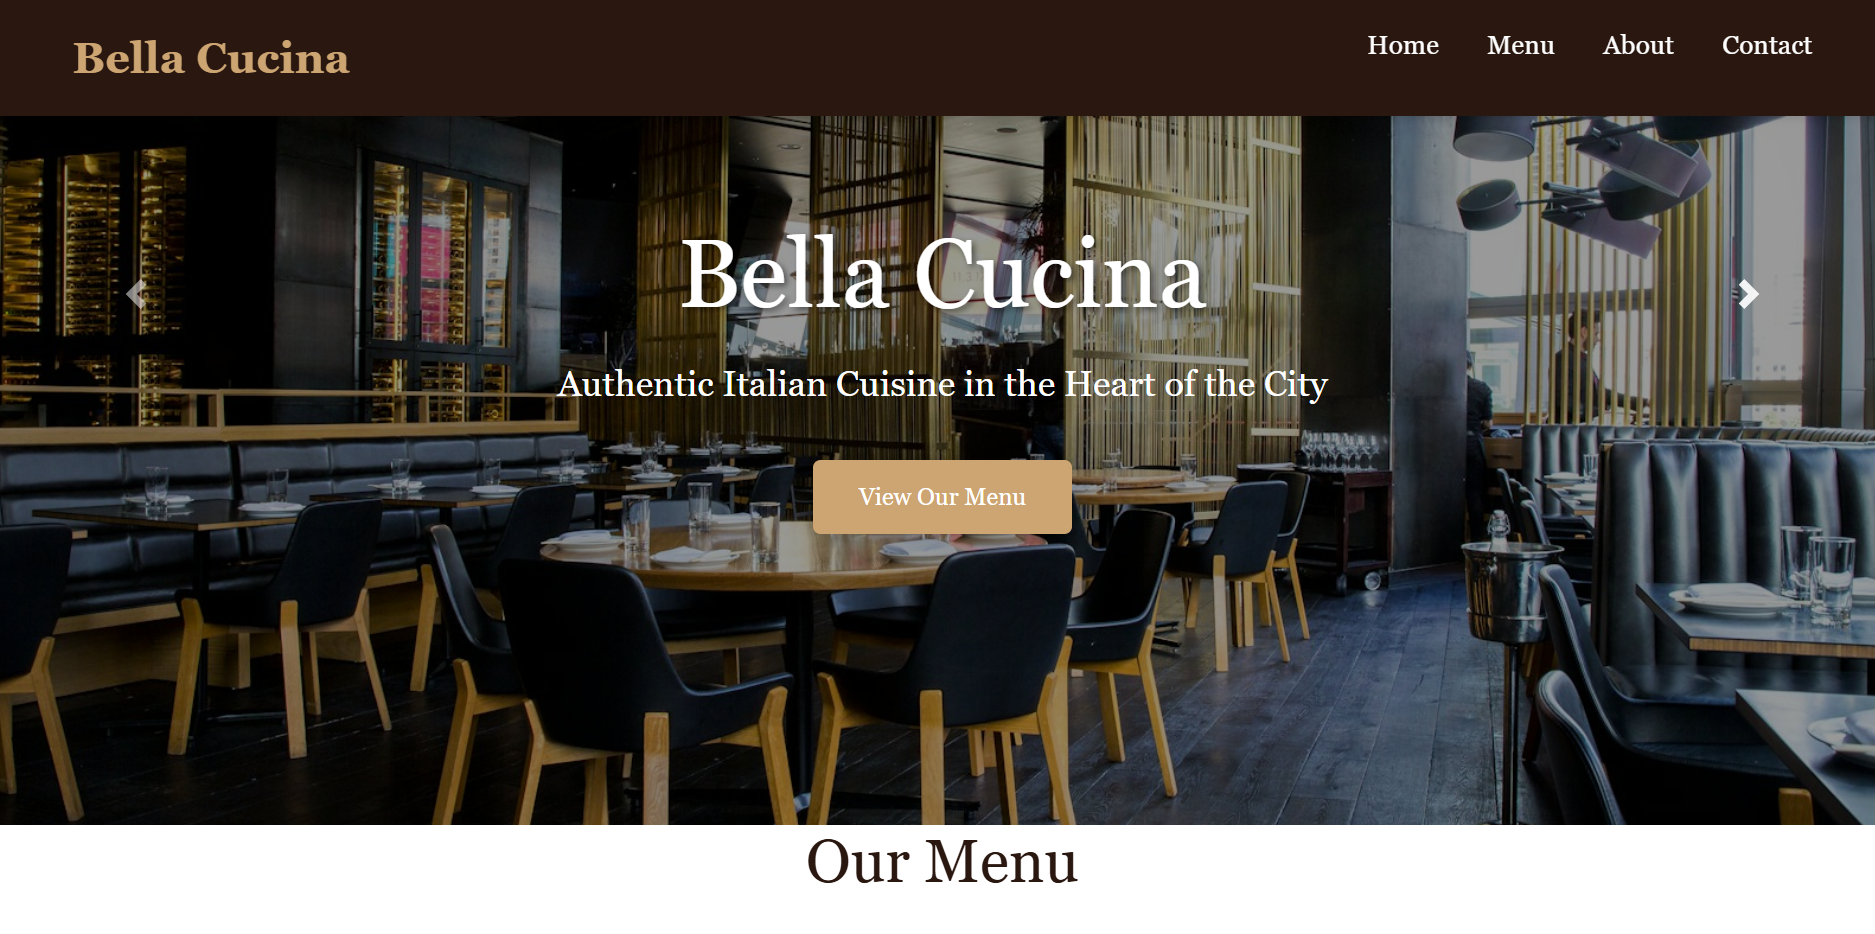 Bella Cucina
Home Menu About Contact
Bella Cucina
Authentic Italian Cuisine in the Heart of the City
View Our Menu
Our Menu